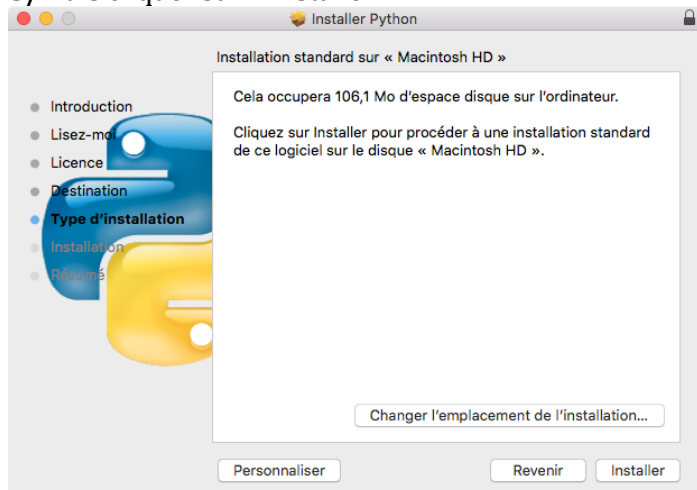 Installer Python
Installation standard sur « Macintosh HD »
Introduction
Lisez-moi
Licence
Destination
Type d'installation
Installation
Résumé
Cela occupera 106,1 Mo d'espace disque sur l'ordinateur.
Cliquez sur Installer pour procéder à une installation standard
de ce logiciel sur le disque « Macintosh HD ».
Changer l'emplacement de l'installation...
Personnaliser
Revenir
Installer